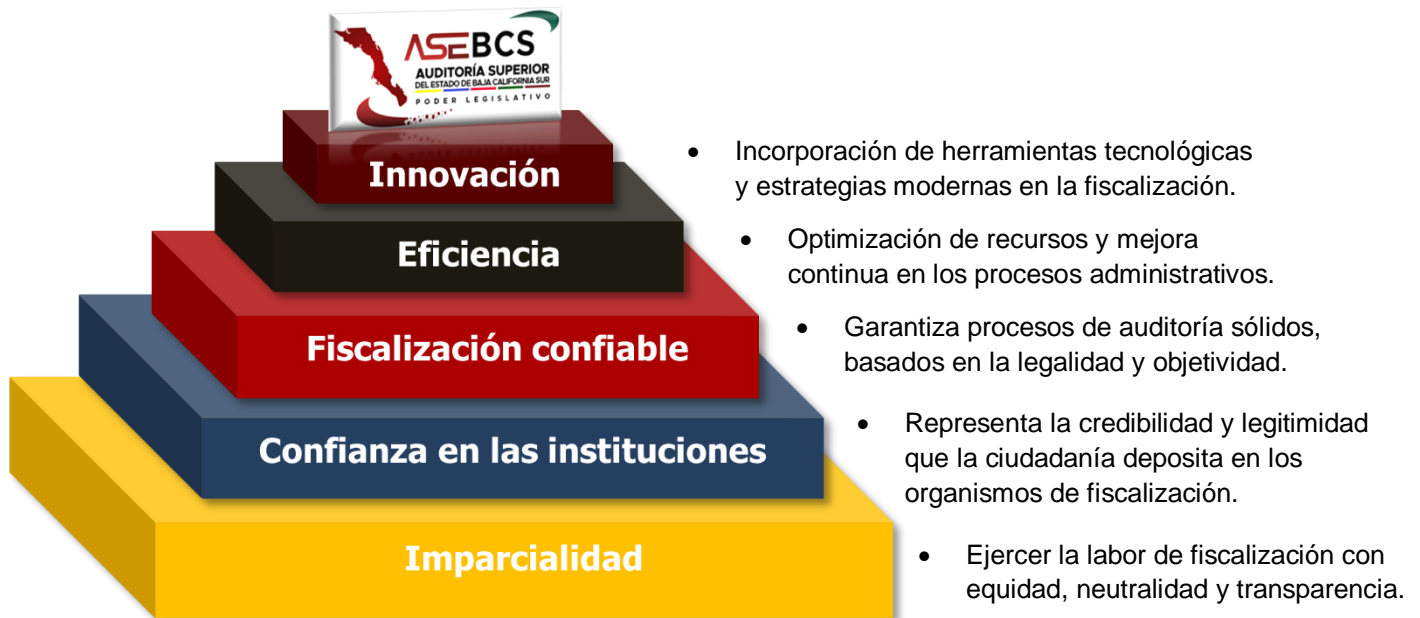 ASEBCS
AUDITORÍA SUPERIOR
DEL ESTADO DE BAJA CALIFORNIA SUR
PODER LEGISLATIVO
Innovación
• Incorporación de herramientas tecnológicas
y estrategias modernas en la fiscalización.
Eficiencia
• Optimización de recursos y mejora
continua en los procesos administrativos.
Fiscalización confiable
• Garantiza procesos de auditoría sólidos,
basados en la legalidad y objetividad.
Confianza en las instituciones
• Representa la credibilidad y legitimidad
que la ciudadanía deposita en los
organismos de fiscalización.
Imparcialidad
• Ejercer la labor de fiscalización con
equidad, neutralidad y transparencia.